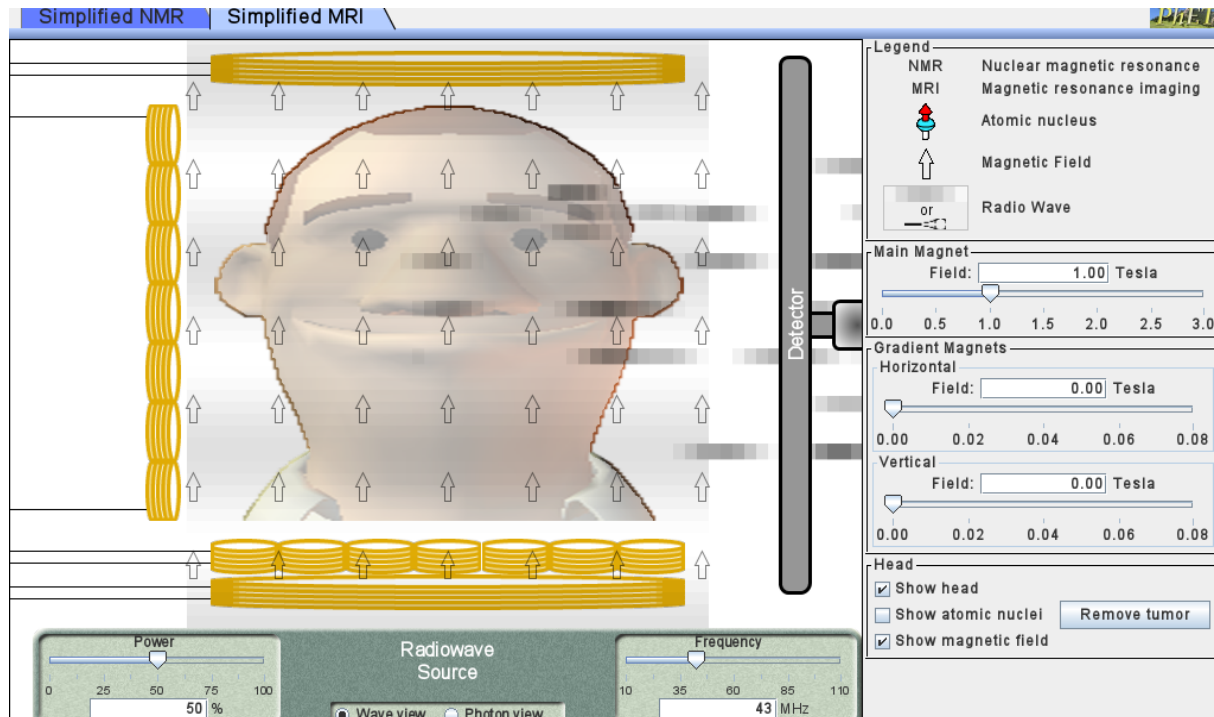 Simplified NMR Simplified MRI
PhET
Legend
NMR Nuclear magnetic resonance
MRI Magnetic resonance imaging
Atomic nucleus
Magnetic Field
or
Radio Wave
Main Magnet
Field: 1.00 Tesla
0.0 0.5 1.0 1.5 2.0 2.5 3.0
Gradient Magnets
Horizontal
Field: 0.00 Tesla
0.00 0.02 0.04 0.06 0.08
Vertical
Field: 0.00 Tesla
0.00 0.02 0.04 0.06 0.08
Head
Show head
Show atomic nuclei Remove tumor
Show magnetic field
Detector
Power
0 25 50 75 100
50 %
Radiowave
Source
Wave view Photon view
Frequency
10 35 60 85 110
43 MHz